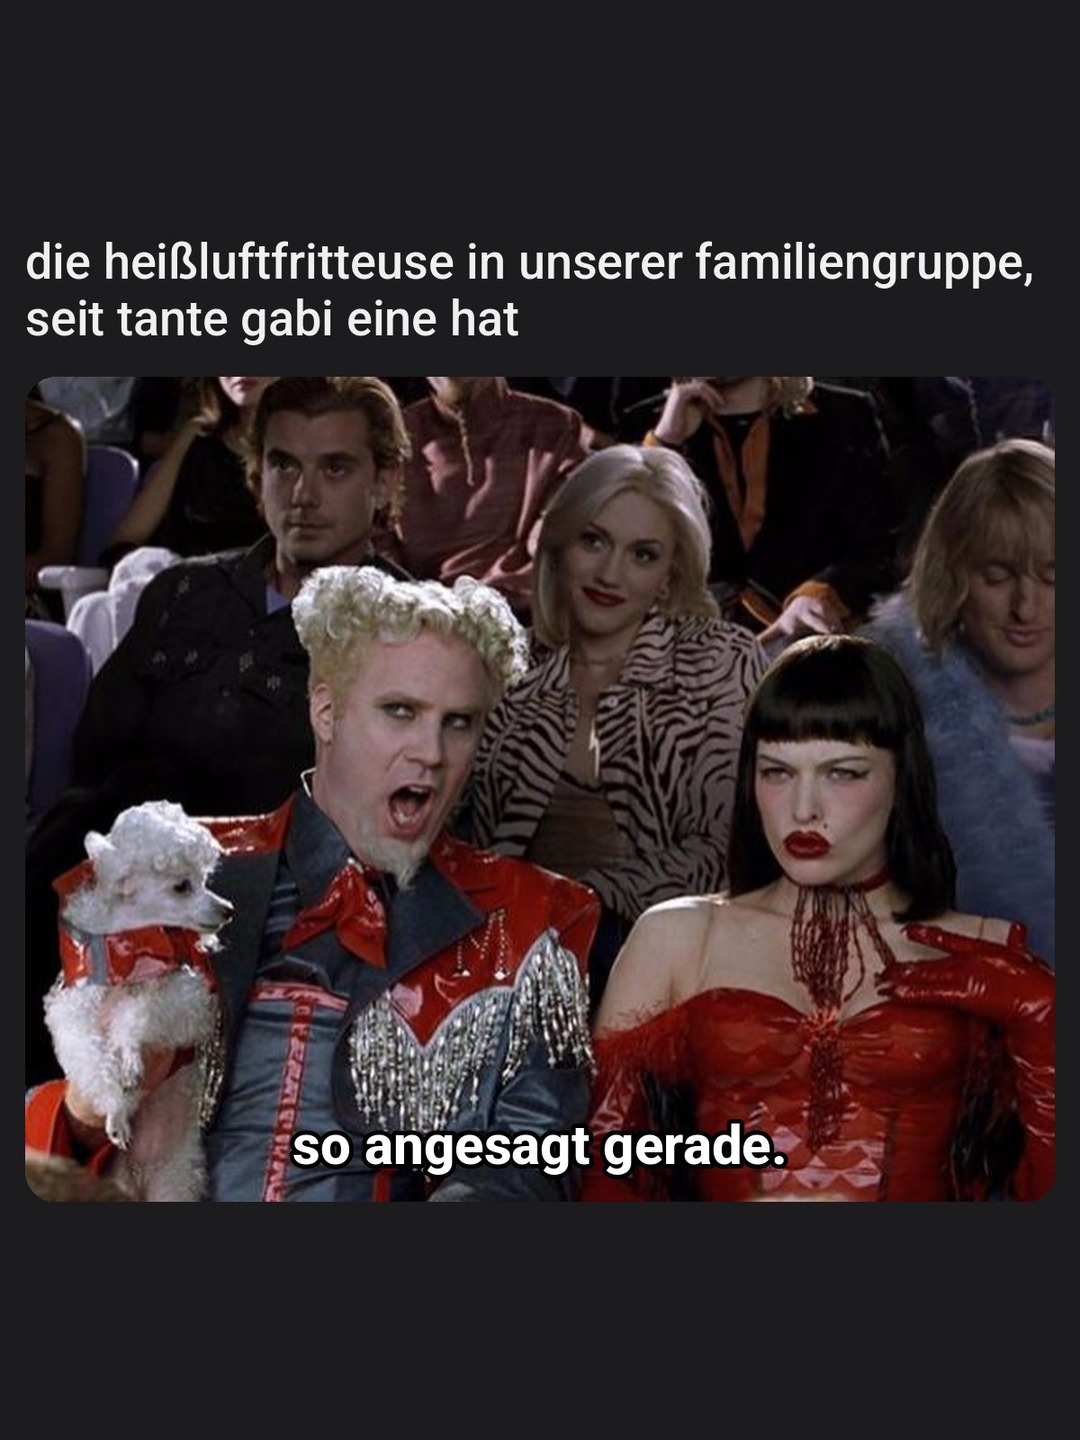 die heißluftfritteuse in unserer familiengruppe,
seit tante gabi eine hat
so angesagt gerade.